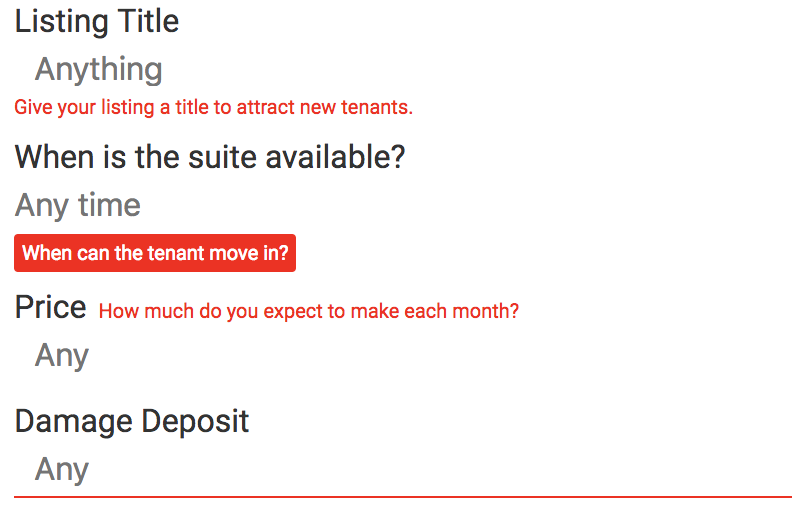 Listing Title
Anything
Give your listing a title to attract new tenants.
When is the suite available?
Any time
When can the tenant move in?
Price How much do you expect to make each month?
Any
Damage Deposit
Any